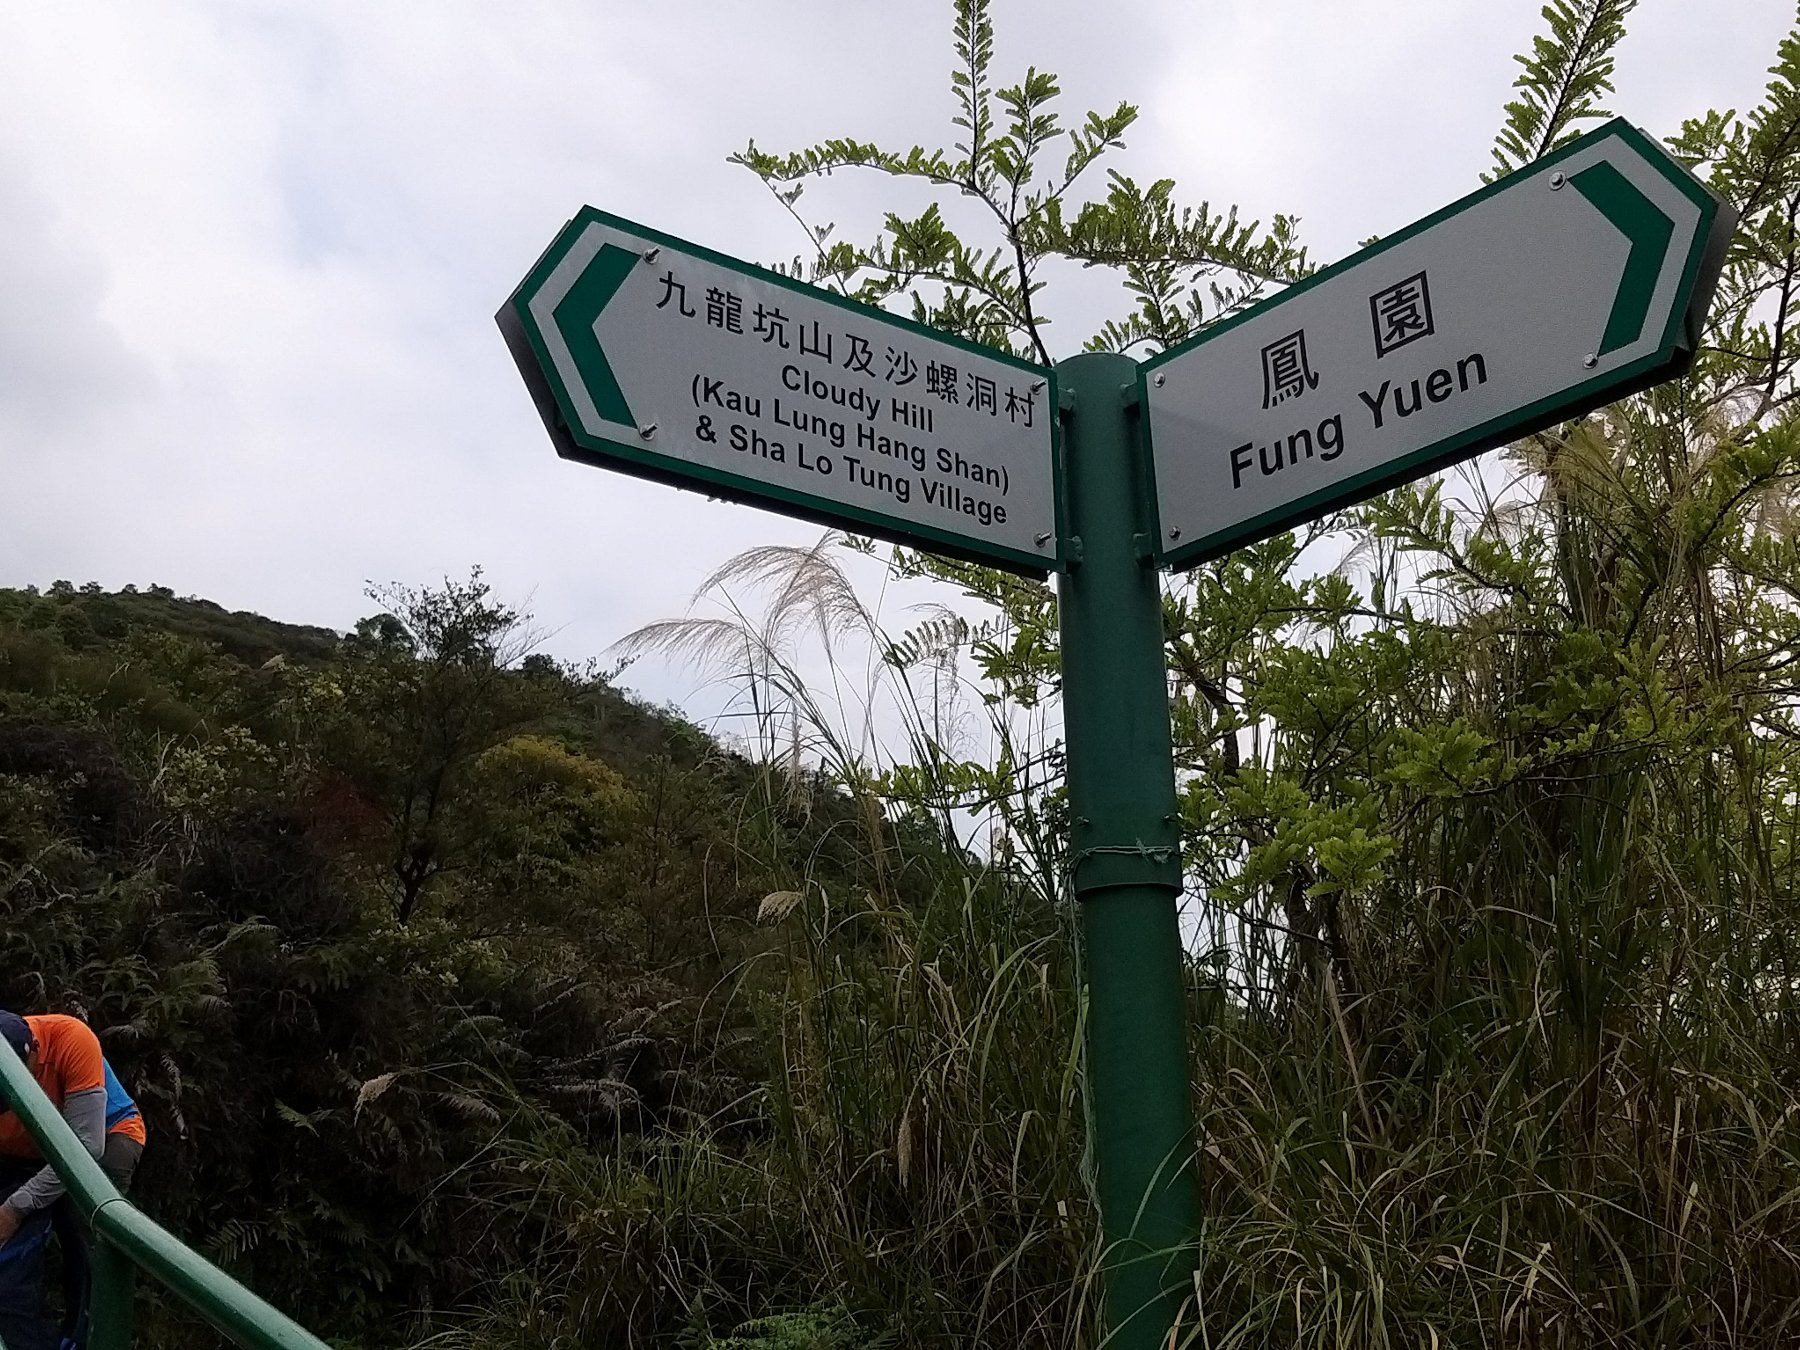 九龍坑山及沙螺洞村
Cloudy Hill
(Kau Lung Hang Shan)
& Sha Lo Tung Village
鳳園
Fung Yuen